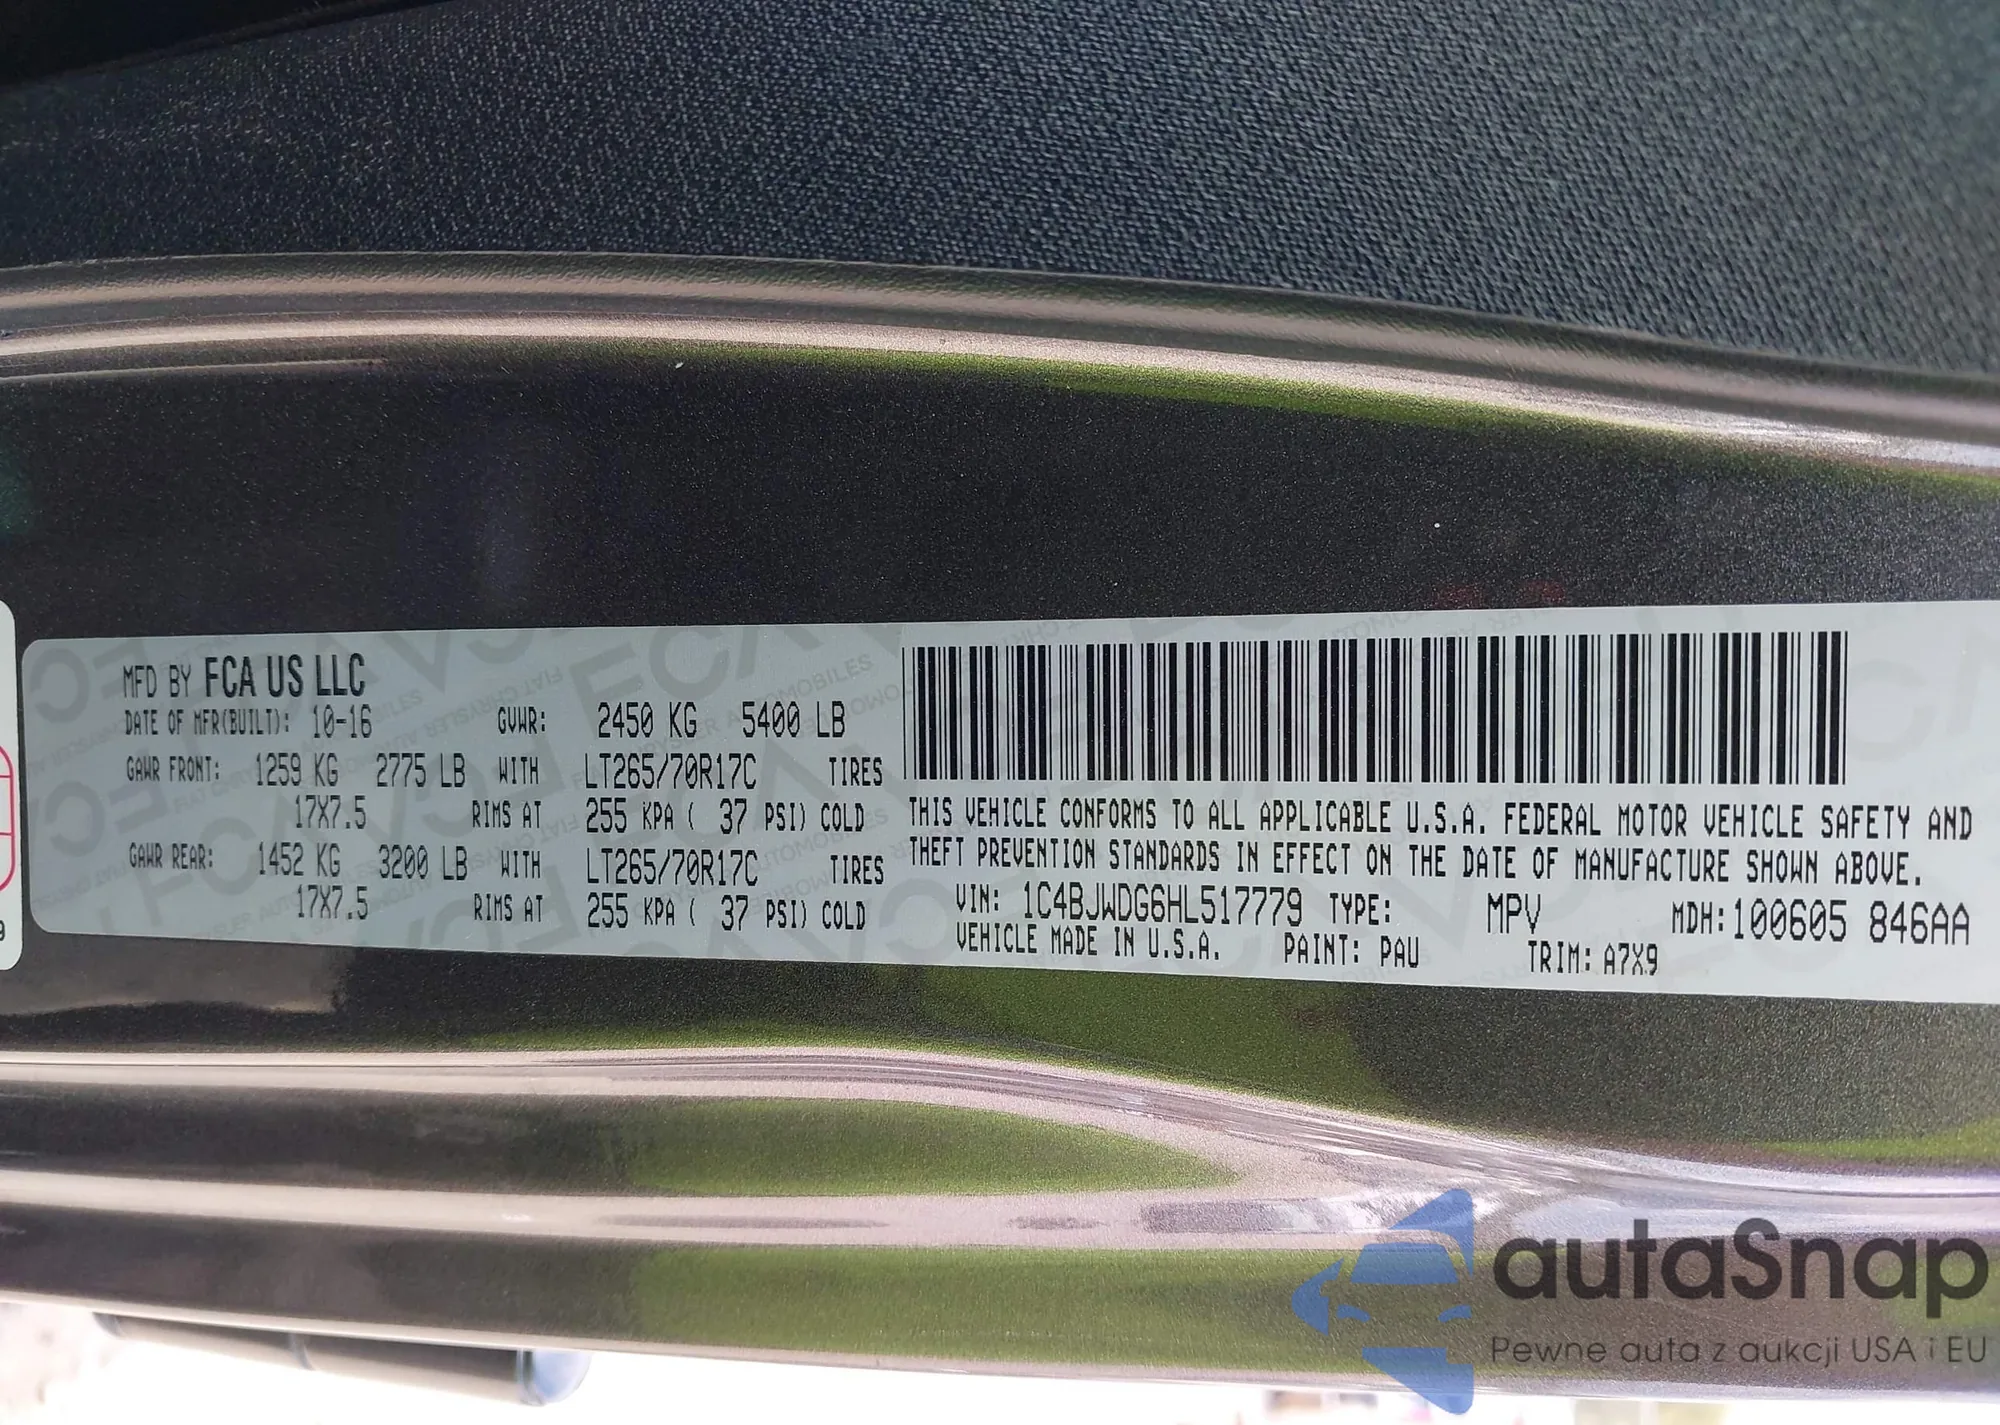 MFD BY FCA US LLC
DATE OF MFR(BUILT): 10-16 GVWR: 2450 KG 5400 LB
GAWR FRONT: 1259 KG 2775 LB WITH LT265/70R17C TIRES
17X7.5 RIMS AT 255 KPA ( 37 PSI) COLD
GAWR REAR: 1452 KG 3200 LB WITH LT265/70R17C TIRES
17X7.5 RIMS AT 255 KPA ( 37 PSI) COLD
THIS VEHICLE CONFORMS TO ALL APPLICABLE U.S.A. FEDERAL MOTOR VEHICLE SAFETY AND
THEFT PREVENTION STANDARDS IN EFFECT ON THE DATE OF MANUFACTURE SHOWN ABOVE.
VIN: 1C4BJWDG6HL517779 TYPE: MPV MDH: 100605 846AA
VEHICLE MADE IN U.S.A. PAINT: PAU TRIM: A7X9
autaSnap
Pewne auta z aukcji USA i EU